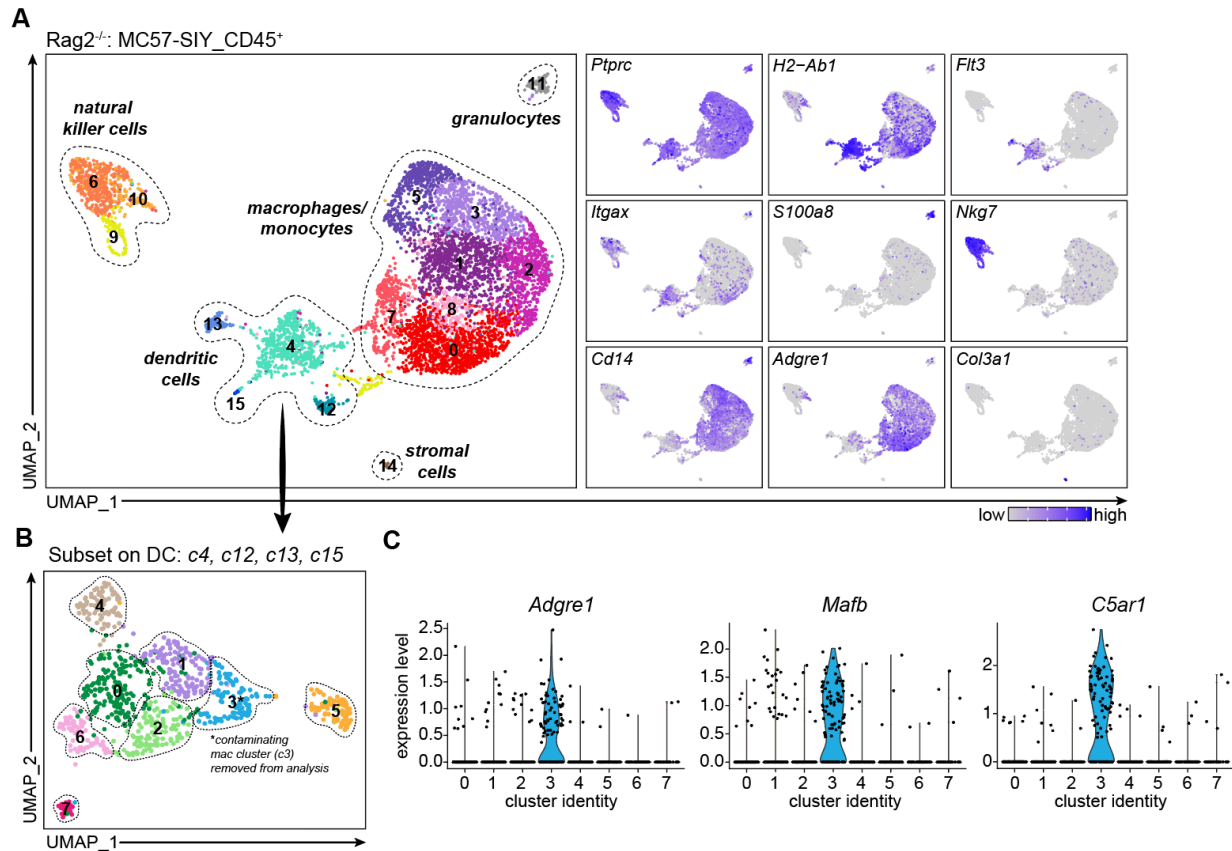 A
Rag2-/-: MC57-SIY_CD45+
natural
killer cells
6
10
9
11
granulocytes
macrophages/
monocytes
5
3
1
2
7
8
0
13
4
dendritic
cells
15
12
14
stromal
cells
UMAP_2
UMAP_1
Ptprc
H2−Ab1
Flt3
Itgax
S100a8
Nkg7
Cd14
Adgre1
Col3a1
low
high
B
Subset on DC: c4, c12, c13, c15
4
1
0
3*
5
2
6
*contaminating
mac cluster (c3)
removed from analysis
7
UMAP_2
UMAP_1
C
Adgre1
2.5
2.0
1.5
1.0
0.5
0.0
expression level
0 1 2 3 4 5 6 7
cluster identity
Mafb
2.0
1.5
1.0
0.5
0.0
0 1 2 3 4 5 6 7
cluster identity
C5ar1
2
1
0
0 1 2 3 4 5 6 7
cluster identity